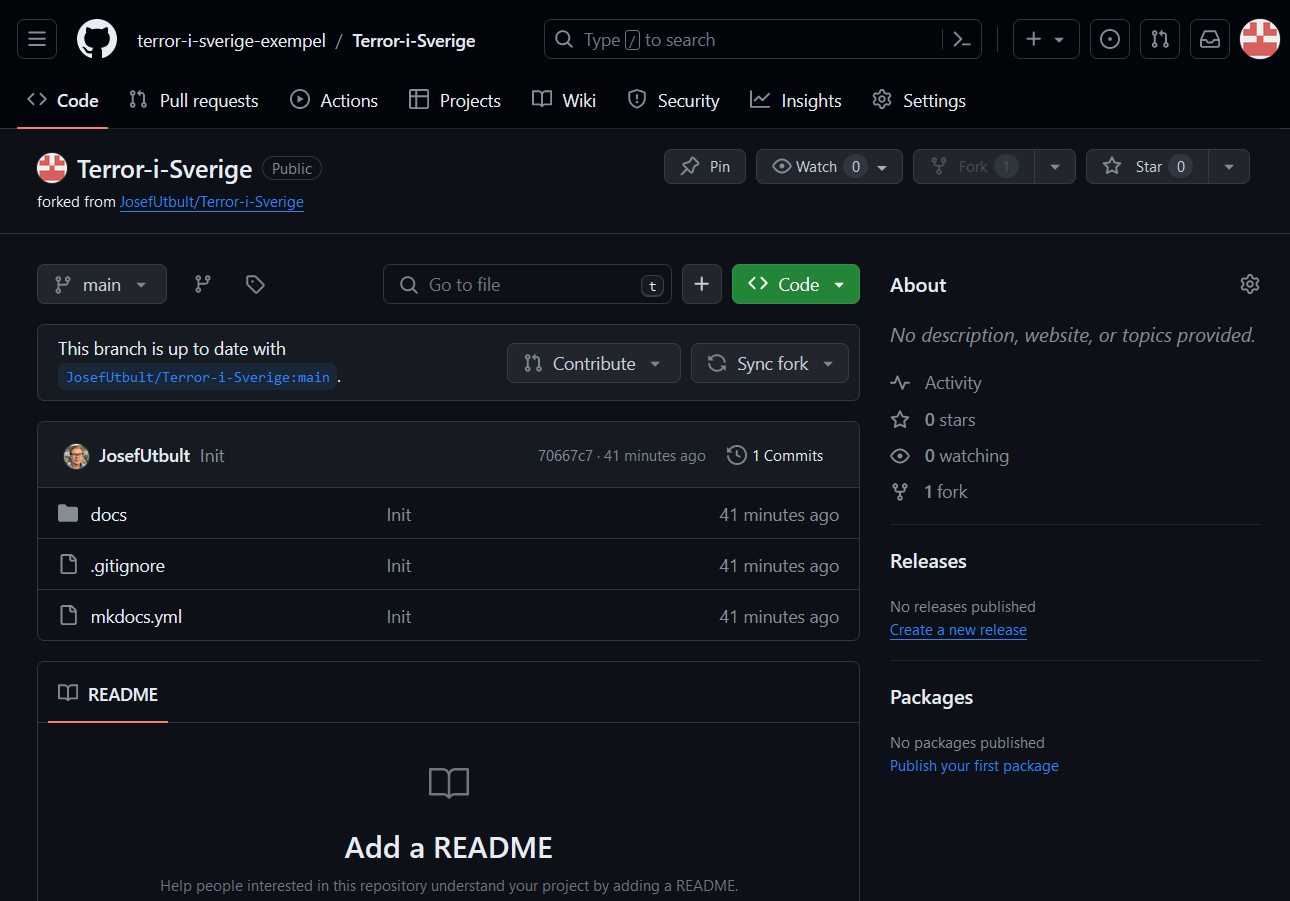 terror-i-sverige-exempel / Terror-i-Sverige
Type / to search
Code Pull requests Actions Projects Wiki Security Insights Settings
Terror-i-Sverige Public
Pin Watch 0 Fork 1 Star 0
forked from JosefUtbult/Terror-i-Sverige
main Go to file t + Code
This branch is up to date with
JosefUtbult/Terror-i-Sverige:main .
Contribute Sync fork
JosefUtbult Init 70667c7 · 41 minutes ago 1 Commits
docs Init 41 minutes ago
.gitignore Init 41 minutes ago
mkdocs.yml Init 41 minutes ago
README
Add a README
Help people interested in this repository understand your project by adding a README.
About
No description, website, or topics provided.
Activity
0 stars
0 watching
1 fork
Releases
No releases published
Create a new release
Packages
No packages published
Publish your first package